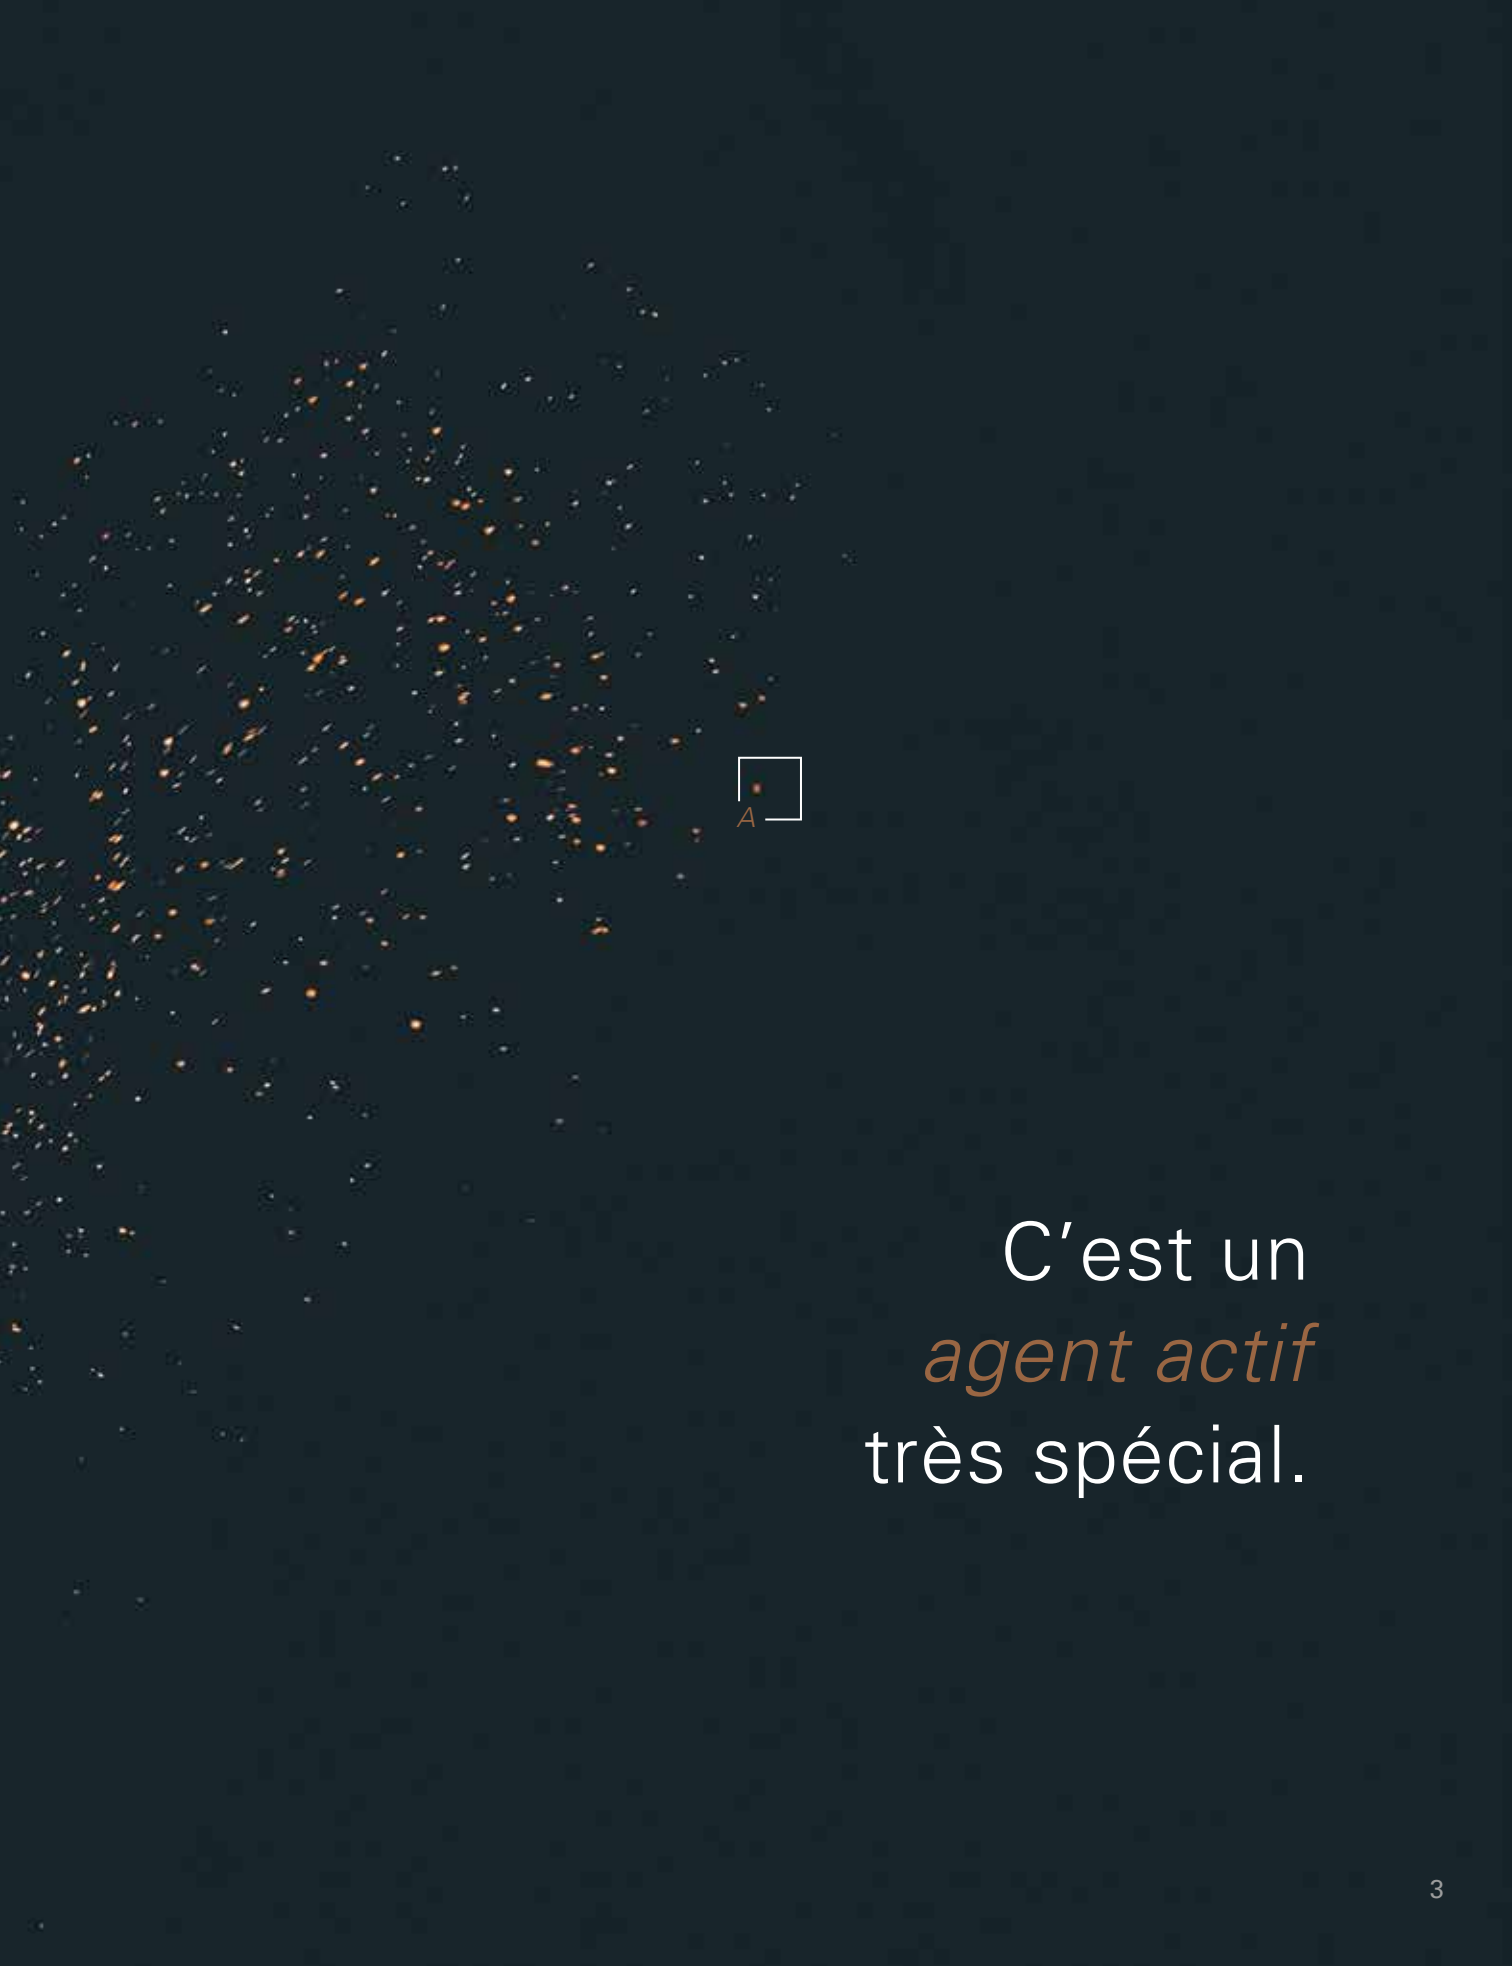 A
C’est un
agent actif
très spécial.
3